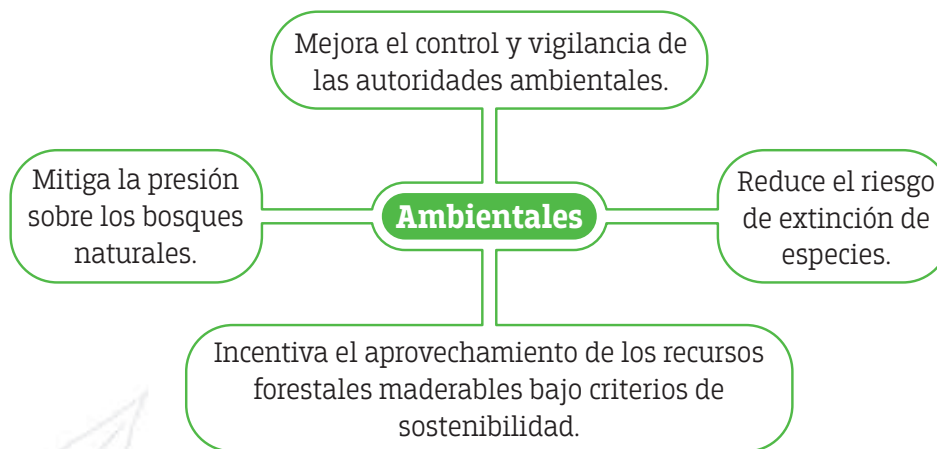 Mejora el control y vigilancia de
las autoridades ambientales.
Mitiga la presión
sobre los bosques
naturales.
Ambientales
Reduce el riesgo
de extinción de
especies.
Incentiva el aprovechamiento de los recursos
forestales maderables bajo criterios de
sostenibilidad.